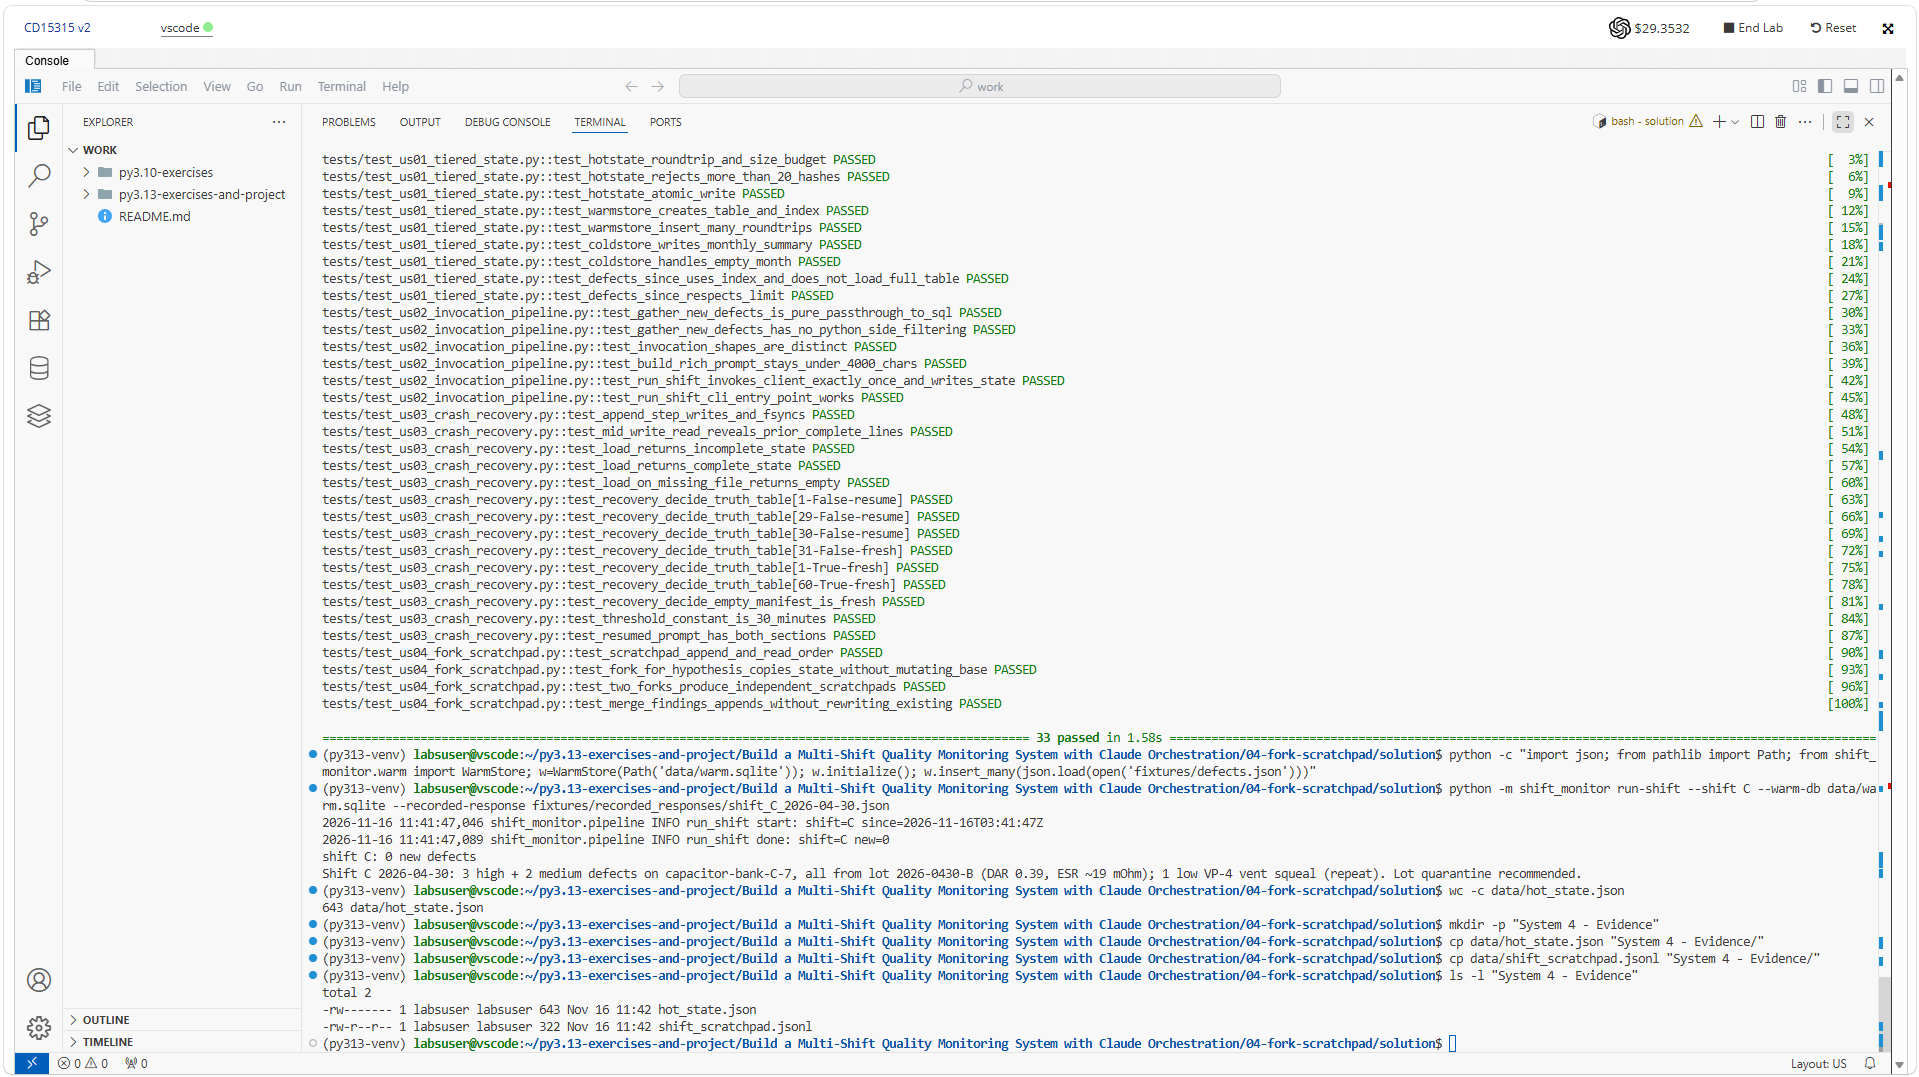 CD15315 v2
vscode
$29.3532
End Lab
Reset
Console
File Edit Selection View Go Run Terminal Help
work
EXPLORER
PROBLEMS OUTPUT DEBUG CONSOLE TERMINAL PORTS
bash - solution
WORK
py3.10-exercises
py3.13-exercises-and-project
README.md
tests/test_us01_tiered_state.py::test_hotstate_roundtrip_and_size_budget PASSED [ 3%]
tests/test_us01_tiered_state.py::test_hotstate_rejects_more_than_20_hashes PASSED [ 6%]
tests/test_us01_tiered_state.py::test_hotstate_atomic_write PASSED [ 9%]
tests/test_us01_tiered_state.py::test_warmstore_creates_table_and_index PASSED [ 12%]
tests/test_us01_tiered_state.py::test_warmstore_insert_many_roundtrips PASSED [ 15%]
tests/test_us01_tiered_state.py::test_coldstore_writes_monthly_summary PASSED [ 18%]
tests/test_us01_tiered_state.py::test_coldstore_handles_empty_month PASSED [ 21%]
tests/test_us01_tiered_state.py::test_defects_since_uses_index_and_does_not_load_full_table PASSED [ 24%]
tests/test_us01_tiered_state.py::test_defects_since_respects_limit PASSED [ 27%]
tests/test_us02_invocation_pipeline.py::test_gather_new_defects_is_pure_passthrough_to_sql PASSED [ 30%]
tests/test_us02_invocation_pipeline.py::test_gather_new_defects_has_no_python_side_filtering PASSED [ 33%]
tests/test_us02_invocation_pipeline.py::test_invocation_shapes_are_distinct PASSED [ 36%]
tests/test_us02_invocation_pipeline.py::test_build_rich_prompt_stays_under_4000_chars PASSED [ 39%]
tests/test_us02_invocation_pipeline.py::test_run_shift_invokes_client_exactly_once_and_writes_state PASSED [ 42%]
tests/test_us02_invocation_pipeline.py::test_run_shift_cli_entry_point_works PASSED [ 45%]
tests/test_us03_crash_recovery.py::test_append_step_writes_and_fsyncs PASSED [ 48%]
tests/test_us03_crash_recovery.py::test_mid_write_read_reveals_prior_complete_lines PASSED [ 51%]
tests/test_us03_crash_recovery.py::test_load_returns_incomplete_state PASSED [ 54%]
tests/test_us03_crash_recovery.py::test_load_returns_complete_state PASSED [ 57%]
tests/test_us03_crash_recovery.py::test_load_on_missing_file_returns_empty PASSED [ 60%]
tests/test_us03_crash_recovery.py::test_recovery_decide_truth_table[1-False-resume] PASSED [ 63%]
tests/test_us03_crash_recovery.py::test_recovery_decide_truth_table[29-False-resume] PASSED [ 66%]
tests/test_us03_crash_recovery.py::test_recovery_decide_truth_table[30-False-resume] PASSED [ 69%]
tests/test_us03_crash_recovery.py::test_recovery_decide_truth_table[31-False-fresh] PASSED [ 72%]
tests/test_us03_crash_recovery.py::test_recovery_decide_truth_table[1-True-fresh] PASSED [ 75%]
tests/test_us03_crash_recovery.py::test_recovery_decide_truth_table[60-True-fresh] PASSED [ 78%]
tests/test_us03_crash_recovery.py::test_recovery_decide_empty_manifest_is_fresh PASSED [ 81%]
tests/test_us03_crash_recovery.py::test_threshold_constant_is_30_minutes PASSED [ 84%]
tests/test_us03_crash_recovery.py::test_resumed_prompt_has_both_sections PASSED [ 87%]
tests/test_us04_fork_scratchpad.py::test_scratchpad_append_and_read_order PASSED [ 90%]
tests/test_us04_fork_scratchpad.py::test_fork_for_hypothesis_copies_state_without_mutating_base PASSED [ 93%]
tests/test_us04_fork_scratchpad.py::test_two_forks_produce_independent_scratchpads PASSED [ 96%]
tests/test_us04_fork_scratchpad.py::test_merge_findings_appends_without_rewriting_existing PASSED [100%]
33 passed in 1.58s
(py313-venv) labsuser@vscode:~/py3.13-exercises-and-project/Build a Multi-Shift Quality Monitoring System with Claude Orchestration/04-fork-scratchpad/solution$ python -c "import json; from pathlib import Path; from shift_
monitor.warm import WarmStore; w=WarmStore(Path('data/warm.sqlite')); w.initialize(); w.insert_many(json.load(open('fixtures/defects.json')))"
(py313-venv) labsuser@vscode:~/py3.13-exercises-and-project/Build a Multi-Shift Quality Monitoring System with Claude Orchestration/04-fork-scratchpad/solution$ python -m shift_monitor run-shift --shift C --warm-db data/wa
rm.sqlite --recorded-response fixtures/recorded_responses/shift_C_2026-04-30.json
2026-11-16 11:41:47,046 shift_monitor.pipeline INFO run_shift start: shift=C since=2026-11-16T03:41:47Z
2026-11-16 11:41:47,089 shift_monitor.pipeline INFO run_shift done: shift=C new=0
shift C: 0 new defects
Shift C 2026-04-30: 3 high + 2 medium defects on capacitor-bank-C-7, all from lot 2026-0430-B (DAR 0.39, ESR ~19 mOhm); 1 low VP-4 vent squeal (repeat). Lot quarantine recommended.
(py313-venv) labsuser@vscode:~/py3.13-exercises-and-project/Build a Multi-Shift Quality Monitoring System with Claude Orchestration/04-fork-scratchpad/solution$ wc -c data/hot_state.json
643 data/hot_state.json
(py313-venv) labsuser@vscode:~/py3.13-exercises-and-project/Build a Multi-Shift Quality Monitoring System with Claude Orchestration/04-fork-scratchpad/solution$ mkdir -p "System 4 - Evidence"
(py313-venv) labsuser@vscode:~/py3.13-exercises-and-project/Build a Multi-Shift Quality Monitoring System with Claude Orchestration/04-fork-scratchpad/solution$ cp data/hot_state.json "System 4 - Evidence/"
(py313-venv) labsuser@vscode:~/py3.13-exercises-and-project/Build a Multi-Shift Quality Monitoring System with Claude Orchestration/04-fork-scratchpad/solution$ cp data/shift_scratchpad.jsonl "System 4 - Evidence/"
(py313-venv) labsuser@vscode:~/py3.13-exercises-and-project/Build a Multi-Shift Quality Monitoring System with Claude Orchestration/04-fork-scratchpad/solution$ ls -l "System 4 - Evidence"
total 2
-rw------- 1 labsuser labsuser 643 Nov 16 11:42 hot_state.json
-rw-r--r-- 1 labsuser labsuser 322 Nov 16 11:42 shift_scratchpad.jsonl
(py313-venv) labsuser@vscode:~/py3.13-exercises-and-project/Build a Multi-Shift Quality Monitoring System with Claude Orchestration/04-fork-scratchpad/solution$
OUTLINE
TIMELINE
0 0 0
Layout: US